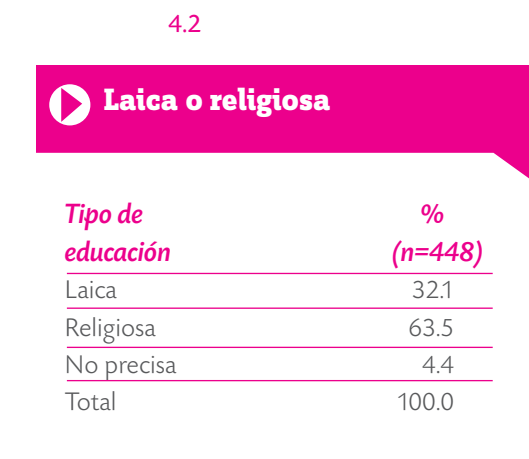 4.2
Laica o religiosa
Tipo de %
educación (n=448)
Laica 32.1
Religiosa 63.5
No precisa 4.4
Total 100.0